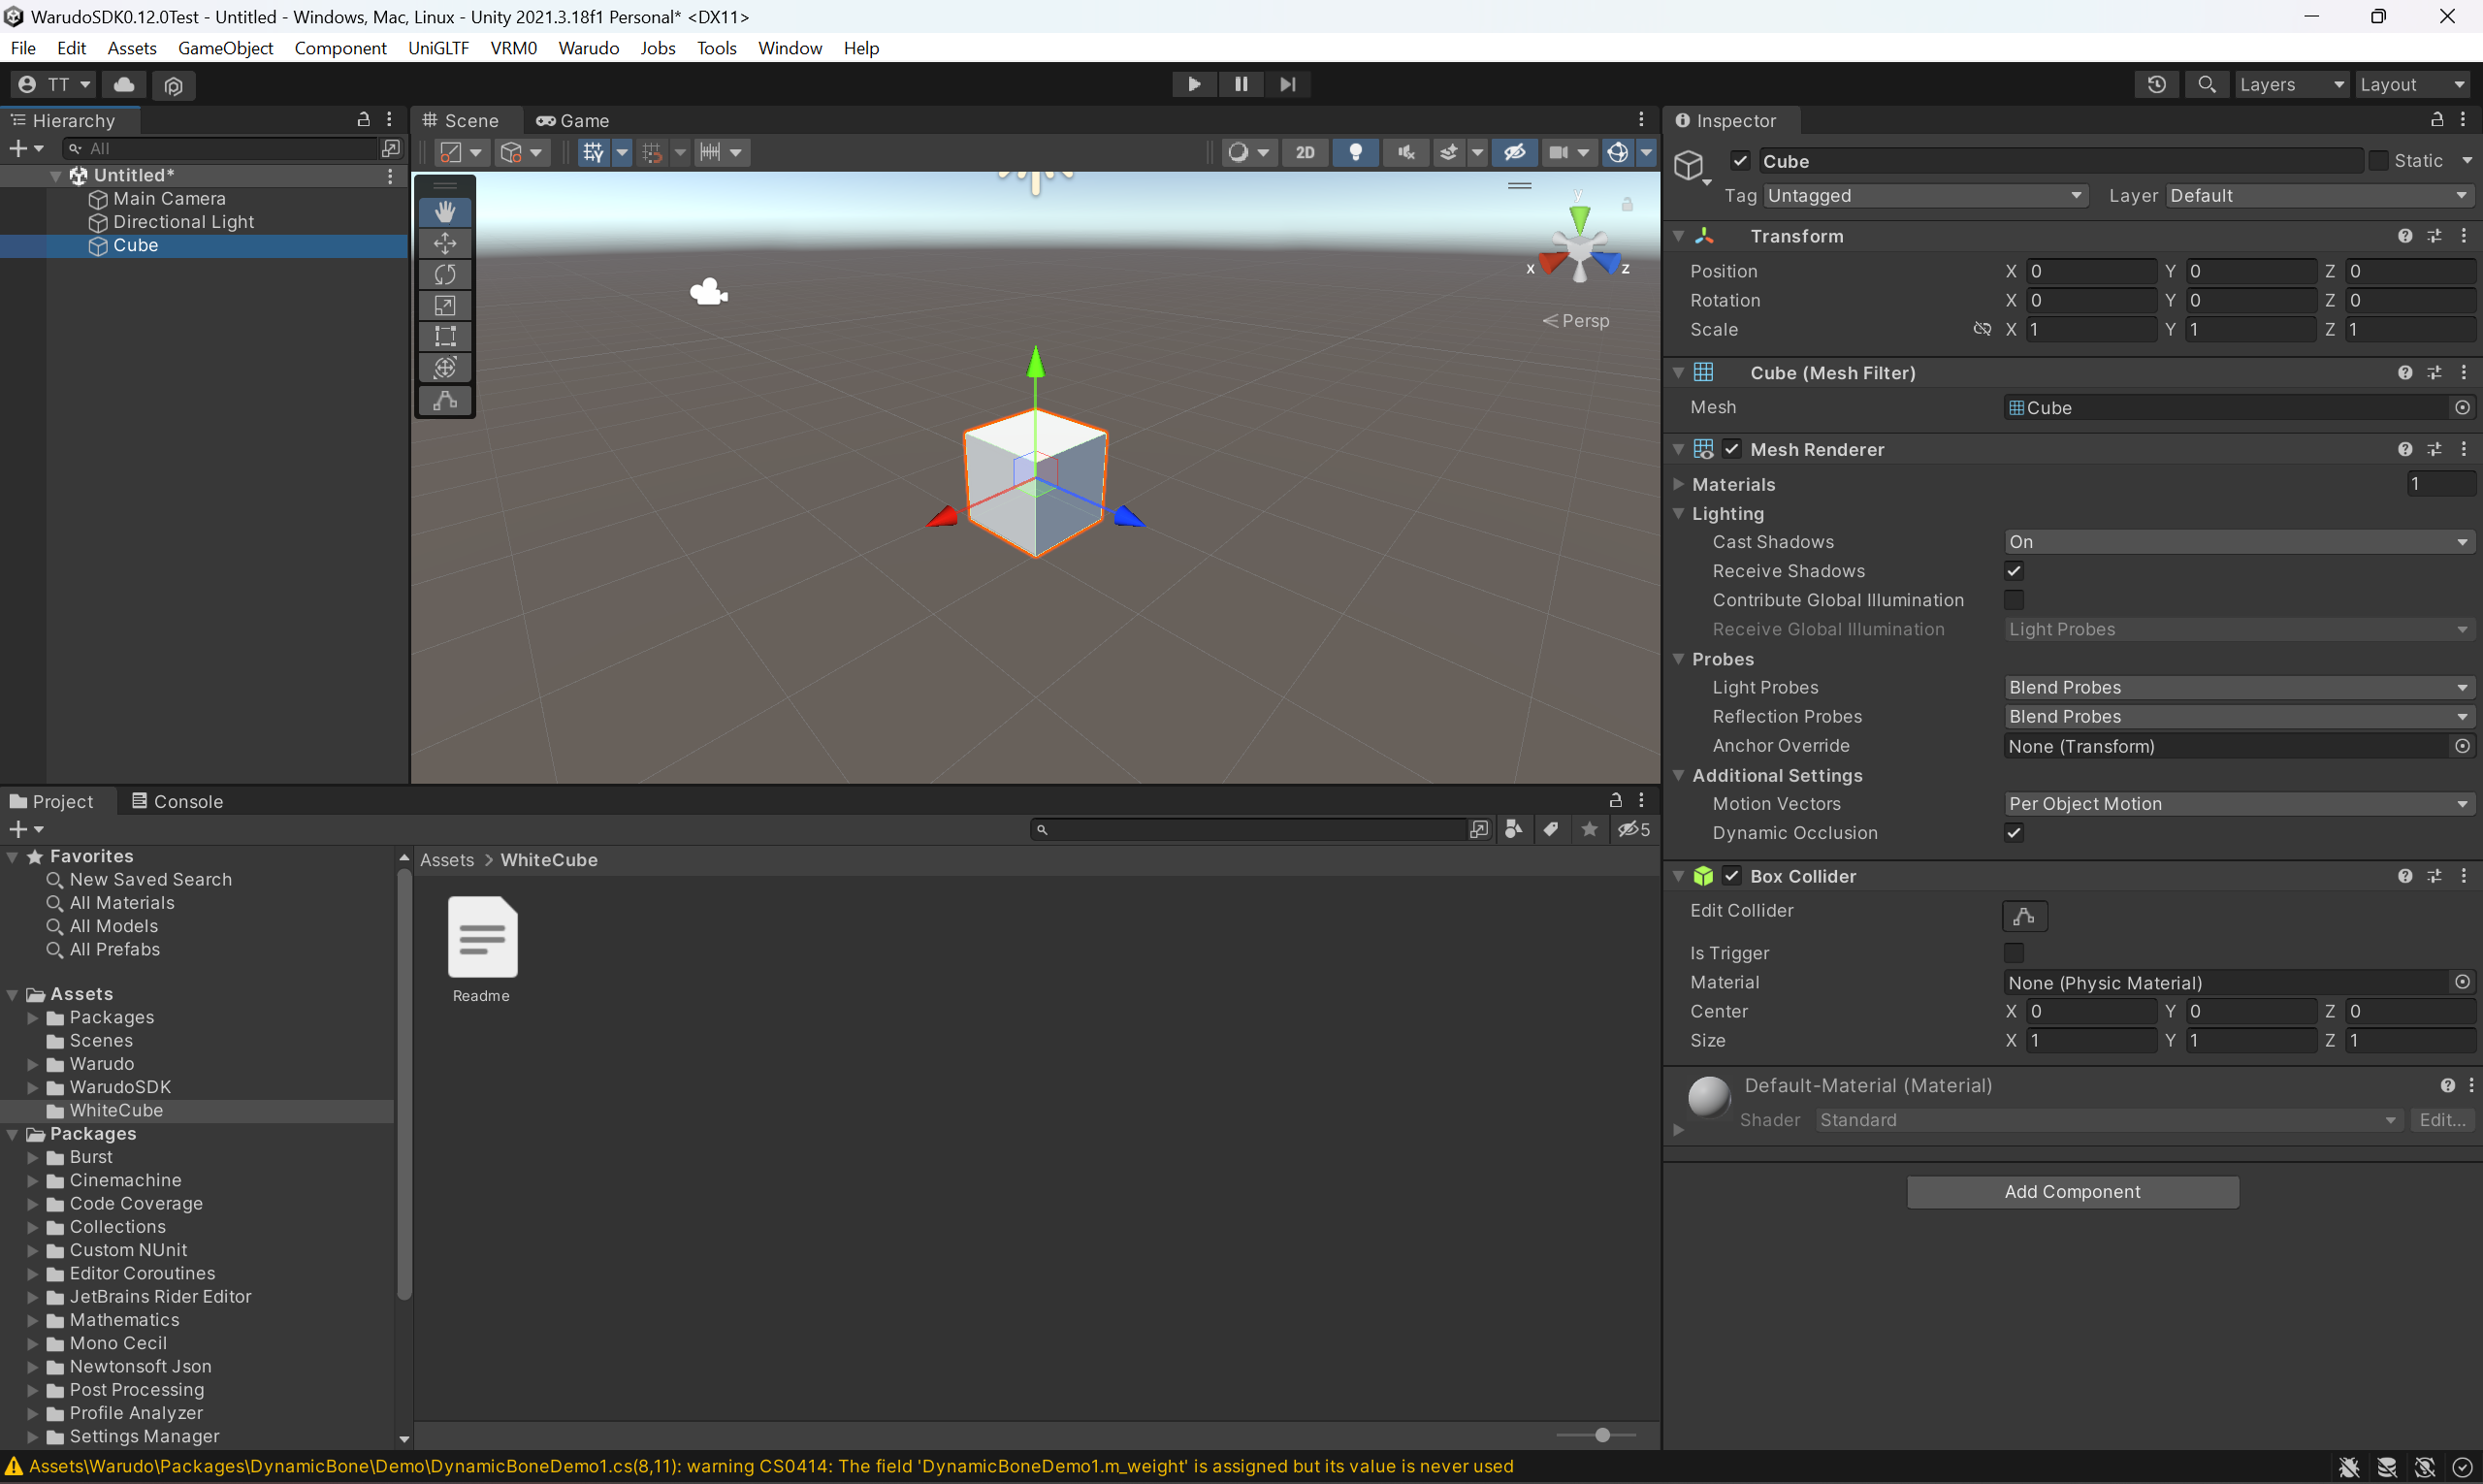 WarudoSDK0.12.0Test - Untitled - Windows, Mac, Linux - Unity 2021.3.18f1 Personal* <DX11>
File Edit Assets GameObject Component UniGLTF VRM0 Warudo Jobs Tools Window Help
TT
Layers
Layout
Hierarchy
All
Untitled*
Main Camera
Directional Light
Cube
Scene
Game
2D
y
x
z
Persp
Project
Console
5
Favorites
New Saved Search
All Materials
All Models
All Prefabs
Assets
Packages
Scenes
Warudo
WarudoSDK
WhiteCube
Packages
Burst
Cinemachine
Code Coverage
Collections
Custom NUnit
Editor Coroutines
JetBrains Rider Editor
Mathematics
Mono Cecil
Newtonsoft Json
Post Processing
Profile Analyzer
Settings Manager
Assets > WhiteCube
Readme
Inspector
Cube
Static
Tag Untagged
Layer Default
Transform
Position X 0 Y 0 Z 0
Rotation X 0 Y 0 Z 0
Scale X 1 Y 1 Z 1
Cube (Mesh Filter)
Mesh Cube
Mesh Renderer
Materials 1
Lighting
Cast Shadows On
Receive Shadows
Contribute Global Illumination
Receive Global Illumination Light Probes
Probes
Light Probes Blend Probes
Reflection Probes Blend Probes
Anchor Override None (Transform)
Additional Settings
Motion Vectors Per Object Motion
Dynamic Occlusion
Box Collider
Edit Collider
Is Trigger
Material None (Physic Material)
Center X 0 Y 0 Z 0
Size X 1 Y 1 Z 1
Default-Material (Material)
Shader Standard Edit...
Add Component
Assets\Warudo\Packages\DynamicBone\Demo\DynamicBoneDemo1.cs(8,11): warning CS0414: The field 'DynamicBoneDemo1.m_weight' is assigned but its value is never used